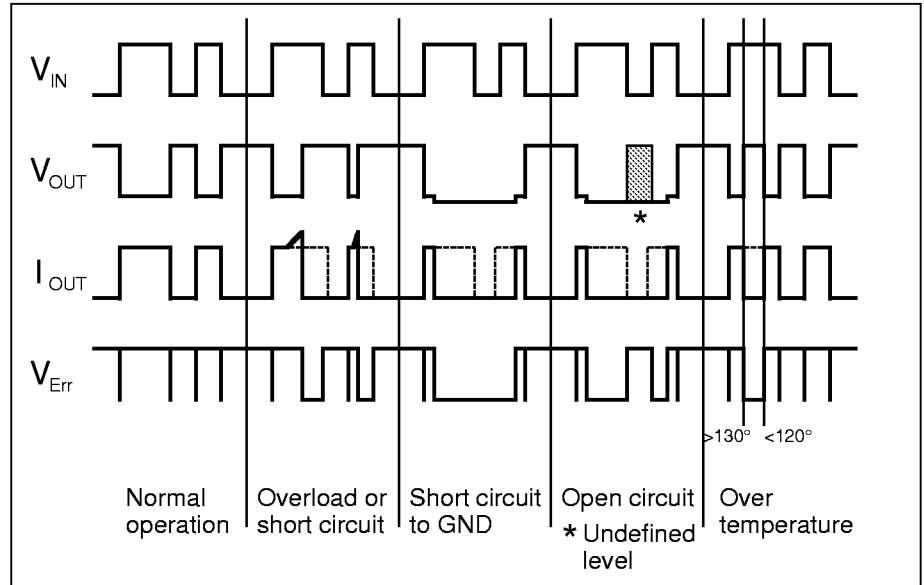 VIN
VOUT
*
I OUT
VErr
>130° <120°
Normal operation
Overload or short circuit
Short circuit to GND
Open circuit
* Undefined level
Over temperature